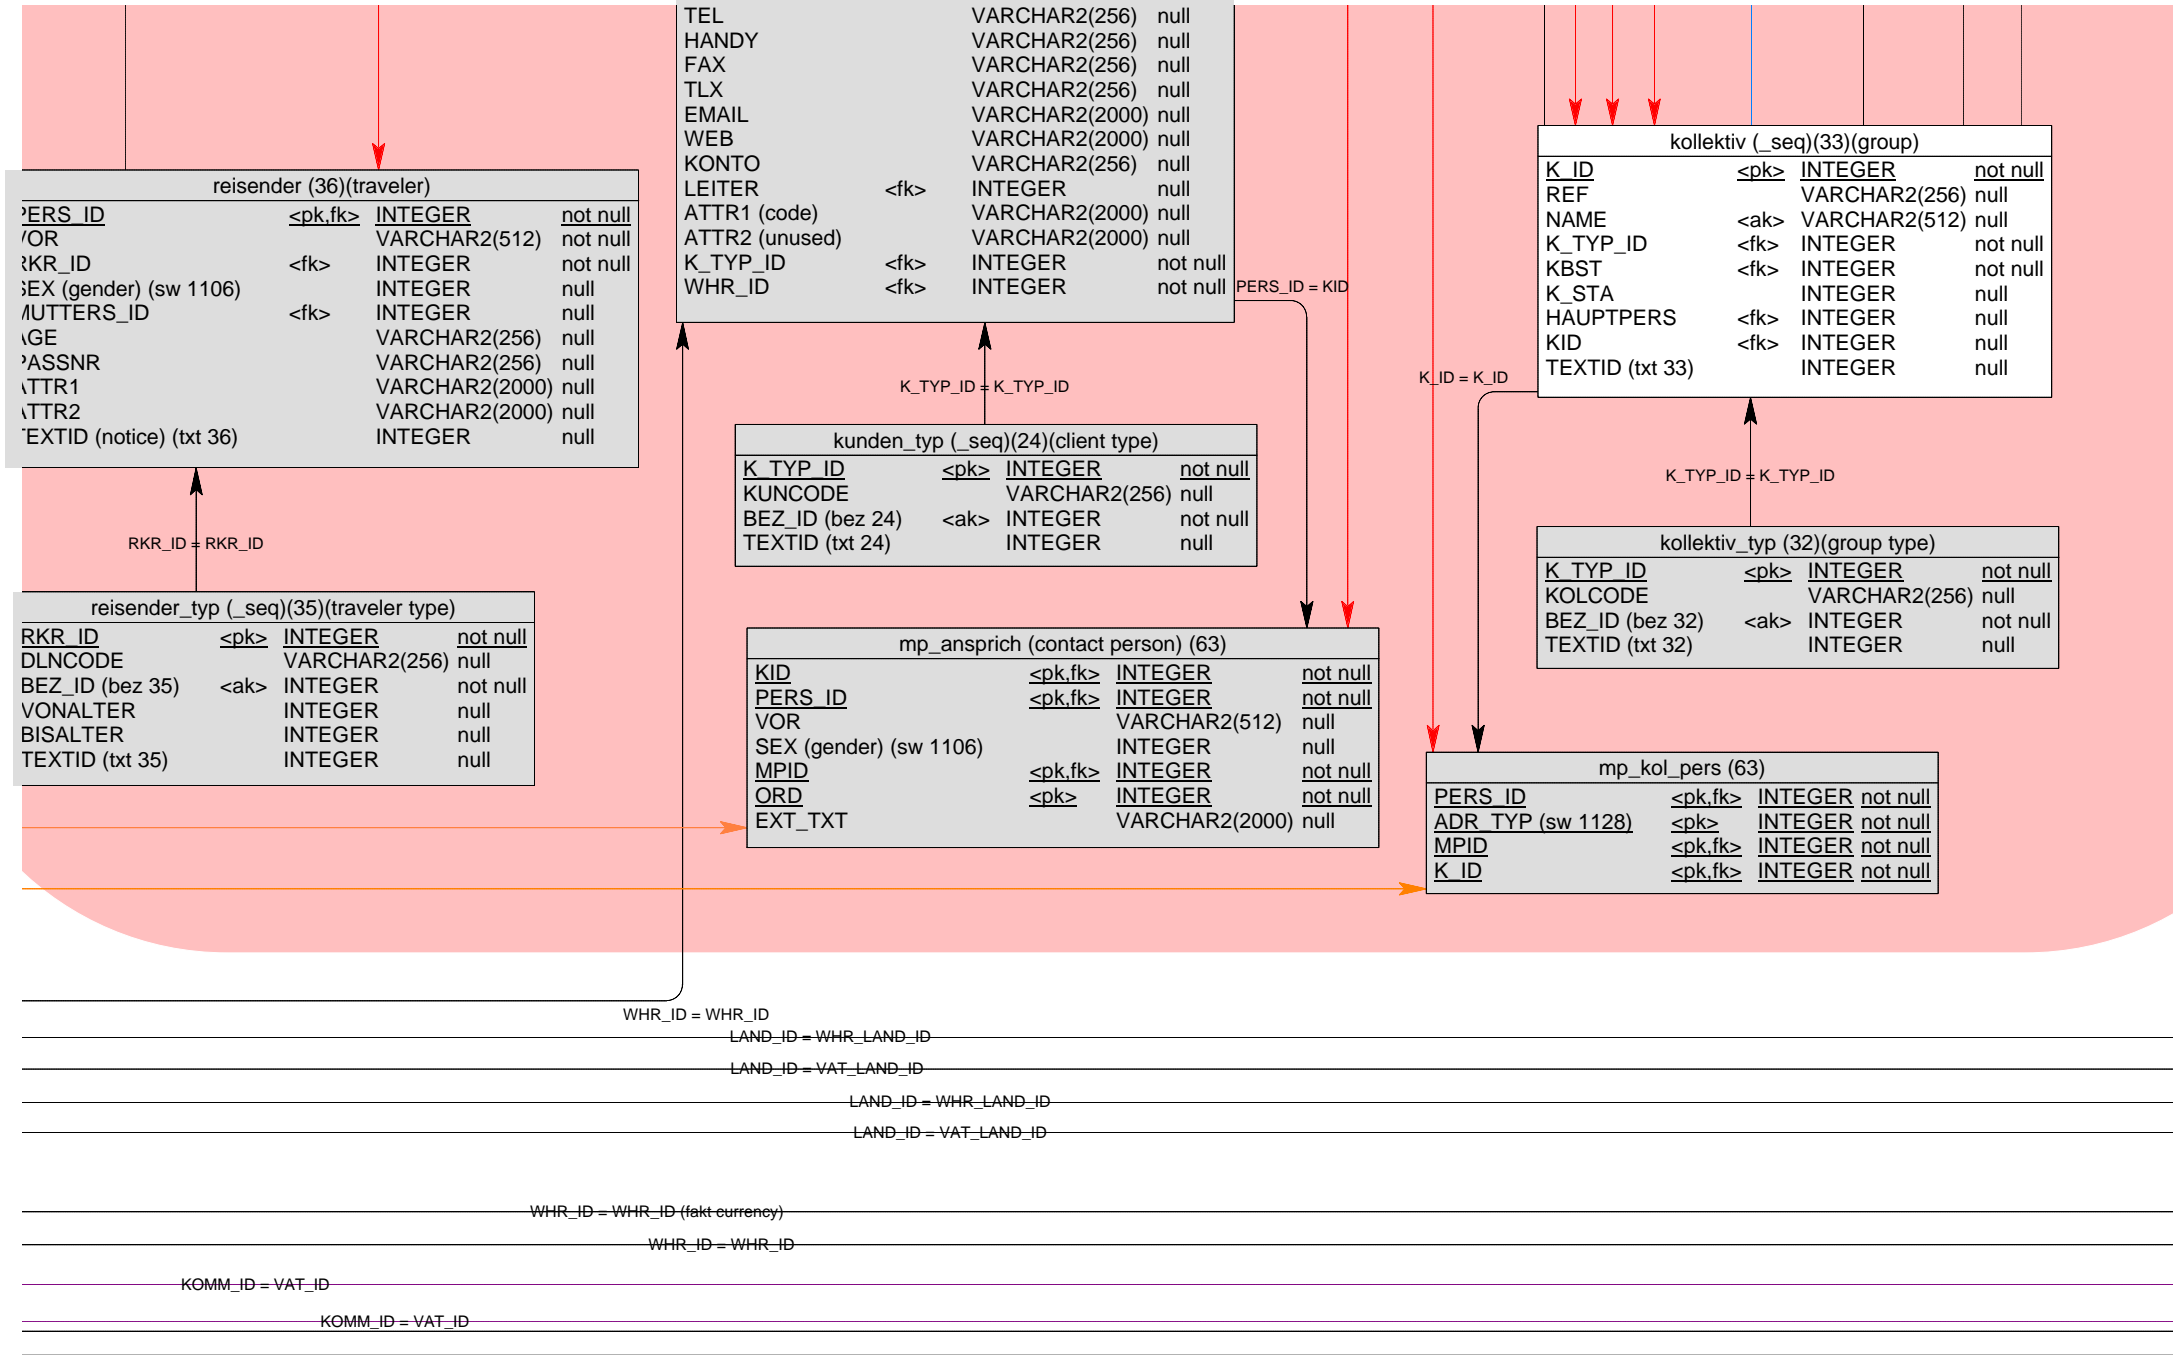 TEL VARCHAR2(256) null
HANDY VARCHAR2(256) null
FAX VARCHAR2(256) null
TLX VARCHAR2(256) null
EMAIL VARCHAR2(2000) null
WEB VARCHAR2(2000) null
KONTO VARCHAR2(256) null
LEITER <fk> INTEGER null
ATTR1 (code) VARCHAR2(2000) null
ATTR2 (unused) VARCHAR2(2000) null
K_TYP_ID <fk> INTEGER not null
WHR_ID <fk> INTEGER not null
PERS_ID = KID
reisender (36)(traveler)
PERS_ID <pk,fk> INTEGER not null
VOR VARCHAR2(512) not null
RKR_ID <fk> INTEGER not null
SEX (gender) (sw 1106) INTEGER null
MUTTERS_ID <fk> INTEGER null
AGE VARCHAR2(256) null
PASSNR VARCHAR2(256) null
ATTR1 VARCHAR2(2000) null
ATTR2 VARCHAR2(2000) null
TEXTID (notice) (txt 36) INTEGER null
kollektiv (_seq)(33)(group)
K_ID <pk> INTEGER not null
REF VARCHAR2(256) null
NAME <ak> VARCHAR2(512) null
K_TYP_ID <fk> INTEGER not null
KBST <fk> INTEGER not null
K_STA INTEGER null
HAUPTPERS <fk> INTEGER null
KID <fk> INTEGER null
TEXTID (txt 33) INTEGER null
K_TYP_ID = K_TYP_ID
K_ID = K_ID
kunden_typ (_seq)(24)(client type)
K_TYP_ID <pk> INTEGER not null
KUNCODE VARCHAR2(256) null
BEZ_ID (bez 24) <ak> INTEGER not null
TEXTID (txt 24) INTEGER null
K_TYP_ID = K_TYP_ID
RKR_ID = RKR_ID
kollektiv_typ (32)(group type)
K_TYP_ID <pk> INTEGER not null
KOLCODE VARCHAR2(256) null
BEZ_ID (bez 32) <ak> INTEGER not null
TEXTID (txt 32) INTEGER null
reisender_typ (_seq)(35)(traveler type)
RKR_ID <pk> INTEGER not null
DLNCODE VARCHAR2(256) null
BEZ_ID (bez 35) <ak> INTEGER not null
VONALTER INTEGER null
BISALTER INTEGER null
TEXTID (txt 35) INTEGER null
mp_ansprich (contact person) (63)
KID <pk,fk> INTEGER not null
PERS_ID <pk,fk> INTEGER not null
VOR VARCHAR2(512) null
SEX (gender) (sw 1106) INTEGER null
MPID <pk,fk> INTEGER not null
ORD <pk> INTEGER not null
EXT_TXT VARCHAR2(2000) null
mp_kol_pers (63)
PERS_ID <pk,fk> INTEGER not null
ADR_TYP (sw 1128) <pk> INTEGER not null
MPID <pk,fk> INTEGER not null
K_ID <pk,fk> INTEGER not null
WHR_ID = WHR_ID
LAND_ID = WHR_LAND_ID
LAND_ID = VAT_LAND_ID
LAND_ID = WHR_LAND_ID
LAND_ID = VAT_LAND_ID
WHR_ID = WHR_ID (fakt currency)
WHR_ID = WHR_ID
KOMM_ID = VAT_ID
KOMM_ID = VAT_ID